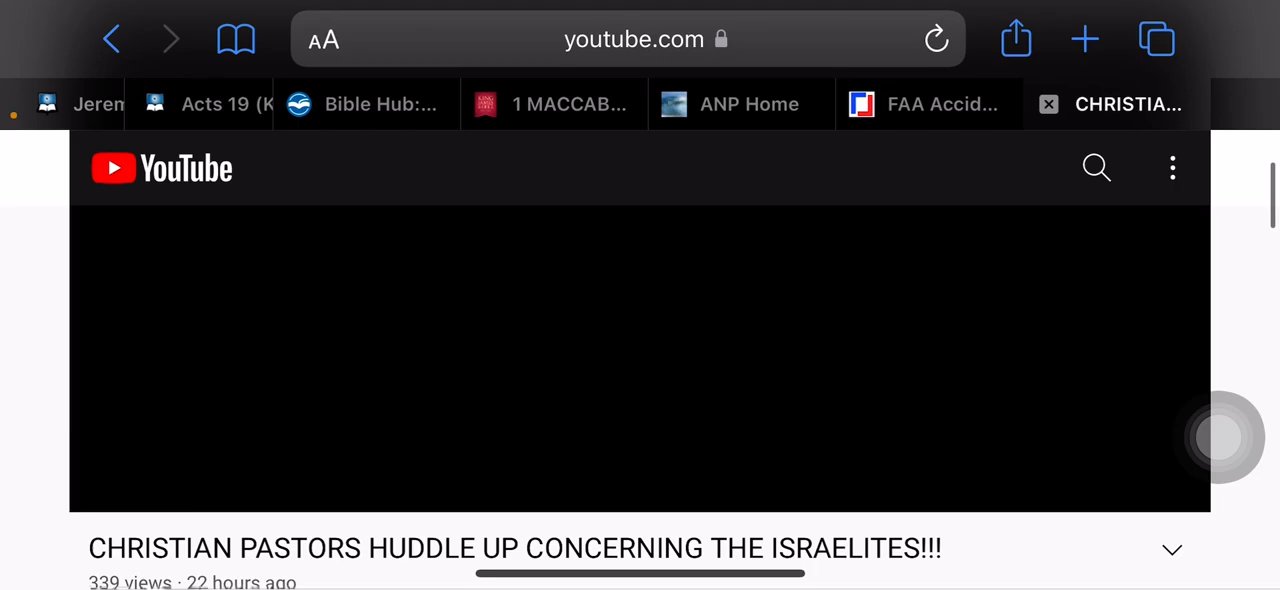 AA youtube.com
Jerem Acts 19 (K Bible Hub:... 1 MACCAB... ANP Home FAA Accid... CHRISTIA...
YouTube
CHRISTIAN PASTORS HUDDLE UP CONCERNING THE ISRAELITES!!!
339 views · 22 hours ago